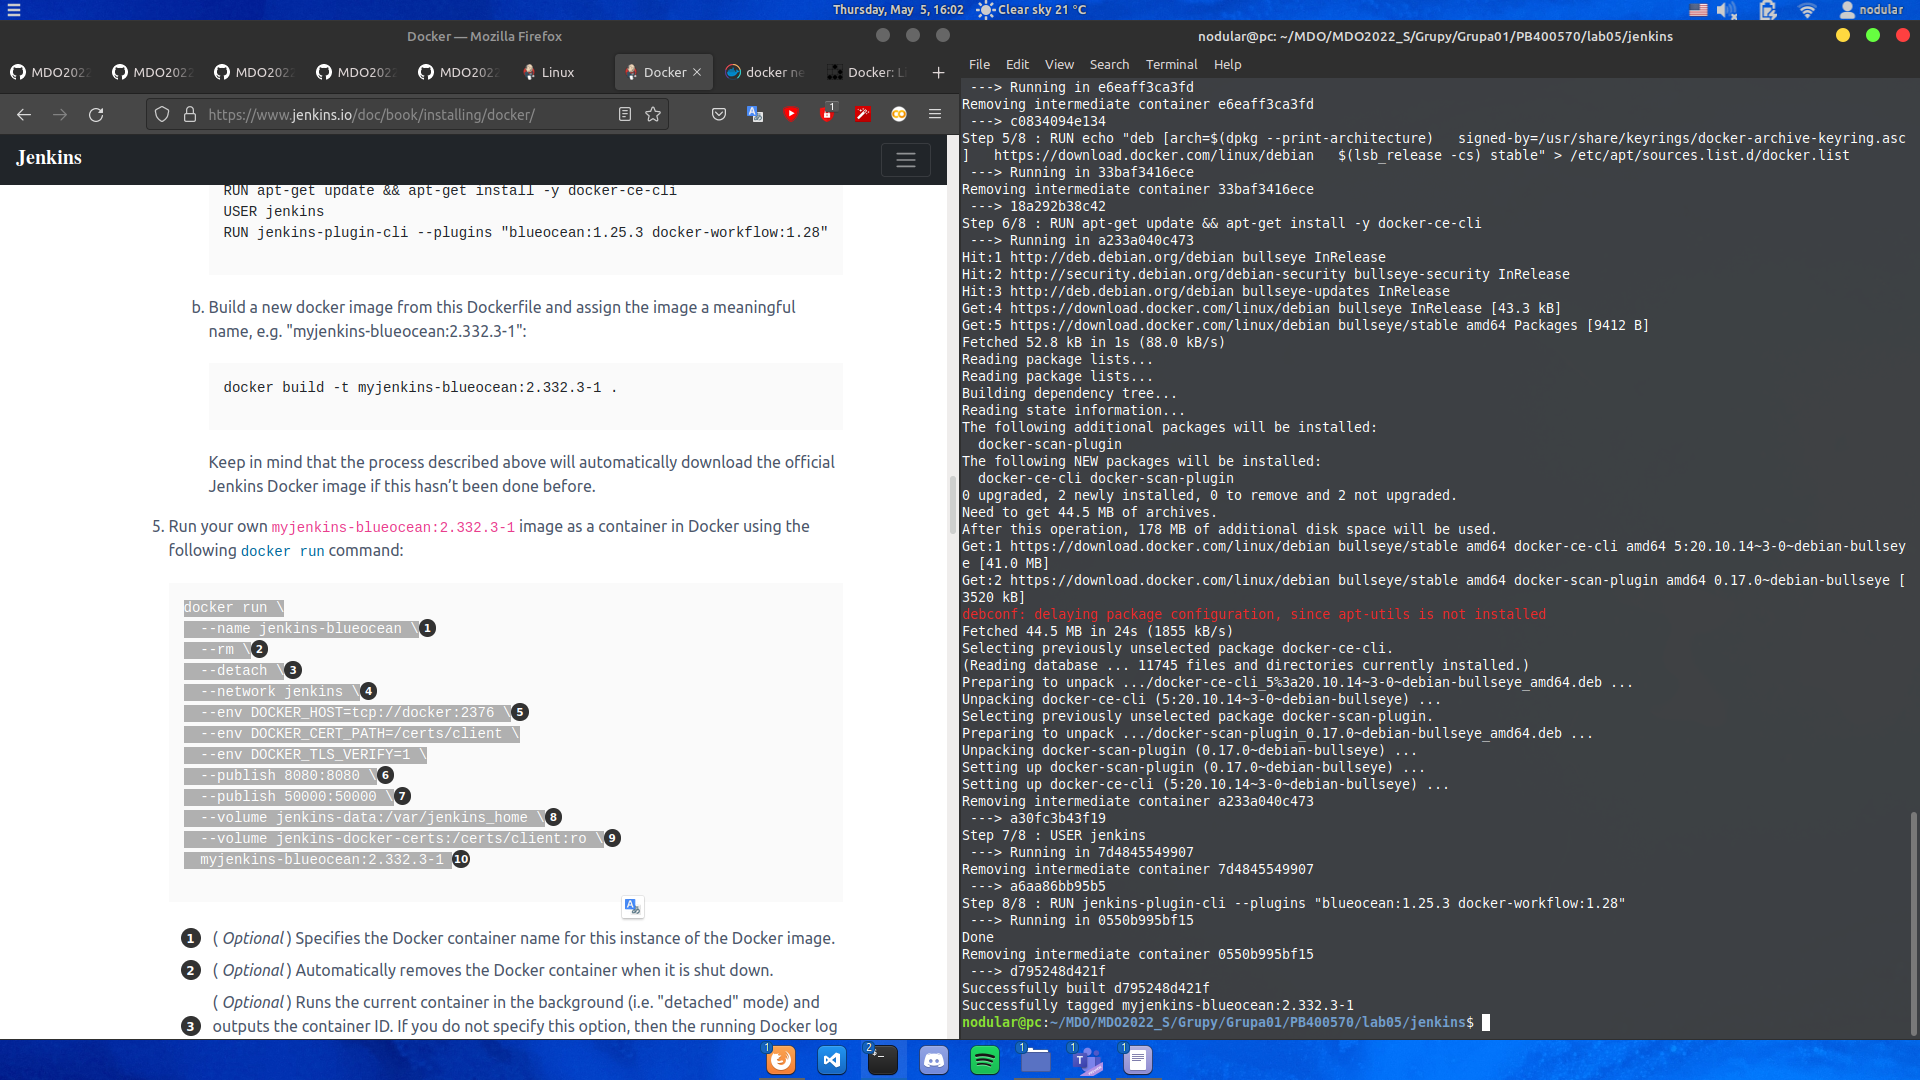 Thursday, May  5, 16:02
Clear sky 21 °C
nodular
Docker — Mozilla Firefox
MDO202
MDO202
MDO202
MDO202
MDO202
Linux
Docker
docker ne
Docker: L
https://www.jenkins.io/doc/book/installing/docker/
1
Jenkins
RUN apt-get update && apt-get install -y docker-ce-cli
USER jenkins
RUN jenkins-plugin-cli --plugins "blueocean:1.25.3 docker-workflow:1.28"
b. Build a new docker image from this Dockerfile and assign the image a meaningful
name, e.g. "myjenkins-blueocean:2.332.3-1":
docker build -t myjenkins-blueocean:2.332.3-1 .
Keep in mind that the process described above will automatically download the official
Jenkins Docker image if this hasn’t been done before.
5. Run your own myjenkins-blueocean:2.332.3-1 image as a container in Docker using the
following docker run command:
docker run \
--name jenkins-blueocean \ 1
--rm \ 2
--detach \ 3
--network jenkins \ 4
--env DOCKER_HOST=tcp://docker:2376 \ 5
--env DOCKER_CERT_PATH=/certs/client \
--env DOCKER_TLS_VERIFY=1 \
--publish 8080:8080 \ 6
--publish 50000:50000 \ 7
--volume jenkins-data:/var/jenkins_home \ 8
--volume jenkins-docker-certs:/certs/client:ro \ 9
myjenkins-blueocean:2.332.3-1 10
1 ( Optional ) Specifies the Docker container name for this instance of the Docker image.
2 ( Optional ) Automatically removes the Docker container when it is shut down.
( Optional ) Runs the current container in the background (i.e. "detached" mode) and
3 outputs the container ID. If you do not specify this option, then the running Docker log
nodular@pc: ~/MDO/MDO2022_S/Grupy/Grupa01/PB400570/lab05/jenkins
File Edit View Search Terminal Help
---> Running in e6eaff3ca3fd
Removing intermediate container e6eaff3ca3fd
---> c0834094e134
Step 5/8 : RUN echo "deb [arch=$(dpkg --print-architecture)   signed-by=/usr/share/keyrings/docker-archive-keyring.asc
]   https://download.docker.com/linux/debian   $(lsb_release -cs) stable" > /etc/apt/sources.list.d/docker.list
---> Running in 33baf3416ece
Removing intermediate container 33baf3416ece
---> 18a292b38c42
Step 6/8 : RUN apt-get update && apt-get install -y docker-ce-cli
---> Running in a233a040c473
Hit:1 http://deb.debian.org/debian bullseye InRelease
Hit:2 http://security.debian.org/debian-security bullseye-security InRelease
Hit:3 http://deb.debian.org/debian bullseye-updates InRelease
Get:4 https://download.docker.com/linux/debian bullseye InRelease [43.3 kB]
Get:5 https://download.docker.com/linux/debian bullseye/stable amd64 Packages [9412 B]
Fetched 52.8 kB in 1s (88.0 kB/s)
Reading package lists...
Reading package lists...
Building dependency tree...
Reading state information...
The following additional packages will be installed:
docker-scan-plugin
The following NEW packages will be installed:
docker-ce-cli docker-scan-plugin
0 upgraded, 2 newly installed, 0 to remove and 2 not upgraded.
Need to get 44.5 MB of archives.
After this operation, 178 MB of additional disk space will be used.
Get:1 https://download.docker.com/linux/debian bullseye/stable amd64 docker-ce-cli amd64 5:20.10.14~3-0~debian-bullsey
e [41.0 MB]
Get:2 https://download.docker.com/linux/debian bullseye/stable amd64 docker-scan-plugin amd64 0.17.0~debian-bullseye [
3520 kB]
debconf: delaying package configuration, since apt-utils is not installed
Fetched 44.5 MB in 24s (1855 kB/s)
Selecting previously unselected package docker-ce-cli.
(Reading database ... 11745 files and directories currently installed.)
Preparing to unpack .../docker-ce-cli_5%3a20.10.14~3-0~debian-bullseye_amd64.deb ...
Unpacking docker-ce-cli (5:20.10.14~3-0~debian-bullseye) ...
Selecting previously unselected package docker-scan-plugin.
Preparing to unpack .../docker-scan-plugin_0.17.0~debian-bullseye_amd64.deb ...
Unpacking docker-scan-plugin (0.17.0~debian-bullseye) ...
Setting up docker-scan-plugin (0.17.0~debian-bullseye) ...
Setting up docker-ce-cli (5:20.10.14~3-0~debian-bullseye) ...
Removing intermediate container a233a040c473
---> a30fc3b43f19
Step 7/8 : USER jenkins
---> Running in 7d4845549907
Removing intermediate container 7d4845549907
---> a6aa86bb95b5
Step 8/8 : RUN jenkins-plugin-cli --plugins "blueocean:1.25.3 docker-workflow:1.28"
---> Running in 0550b995bf15
Done
Removing intermediate container 0550b995bf15
---> d795248d421f
Successfully built d795248d421f
Successfully tagged myjenkins-blueocean:2.332.3-1
nodular@pc:~/MDO/MDO2022_S/Grupy/Grupa01/PB400570/lab05/jenkins$
1
2
1
1
1